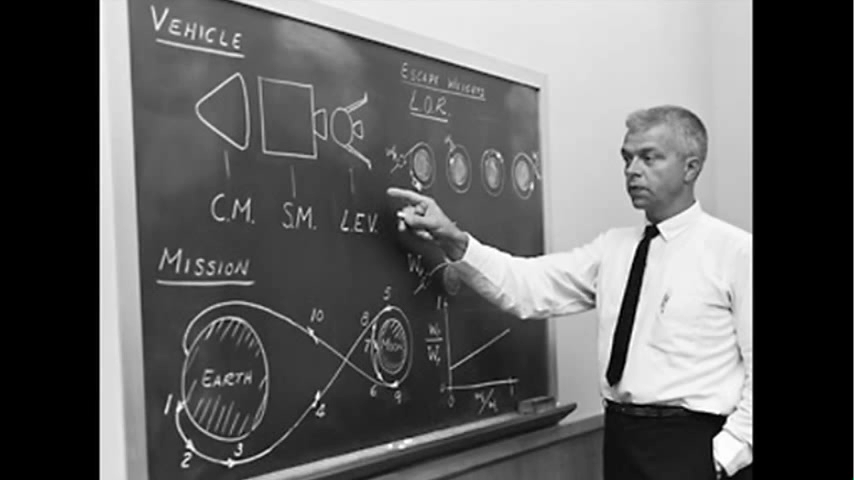 VEHICLE
C.M.
S.M.
L.E.V.
ESCAPE WEIGHTS
L.O.R.
MISSION
EARTH
MOON
1
2
3
4
5
6
7
8
9
10
1
0
1